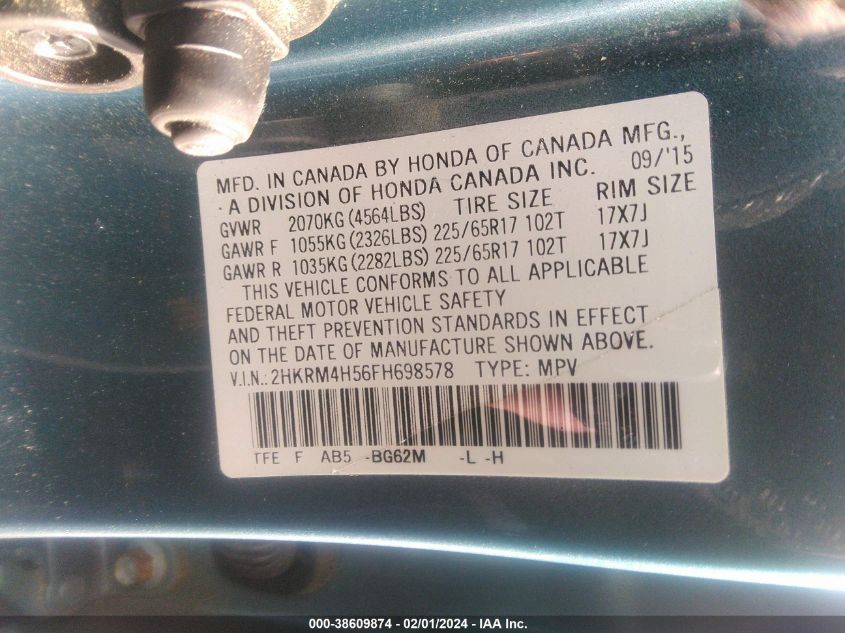 MFD. IN CANADA BY HONDA OF CANADA MFG.,
A DIVISION OF HONDA CANADA INC. 09/'15
GVWR 2070KG(4564LBS) TIRE SIZE RIM SIZE
GAWR F 1055KG(2326LBS) 225/65R17 102T 17X7J
GAWR R 1035KG(2282LBS) 225/65R17 102T 17X7J
THIS VEHICLE CONFORMS TO ALL APPLICABLE
FEDERAL MOTOR VEHICLE SAFETY
AND THEFT PREVENTION STANDARDS IN EFFECT
ON THE DATE OF MANUFACTURE SHOWN ABOVE.
V.I.N.:2HKRM4H56FH698578 TYPE: MPV
TFE F AB5 -BG62M -L -H
000-38609874 - 02/01/2024 - IAA Inc.